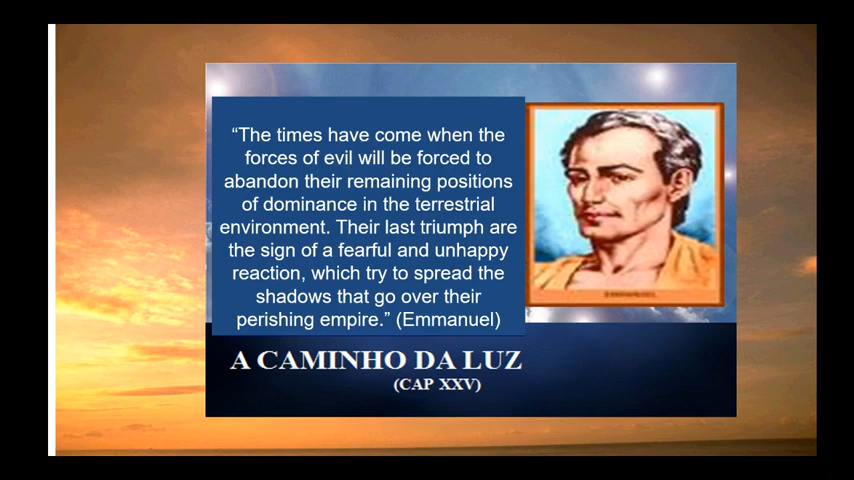 “The times have come when the
forces of evil will be forced to
abandon their remaining positions
of dominance in the terrestrial
environment. Their last triumph are
the sign of a fearful and unhappy
reaction, which try to spread the
shadows that go over their
perishing empire.” (Emmanuel)
A CAMINHO DA LUZ
(CAP XXV)